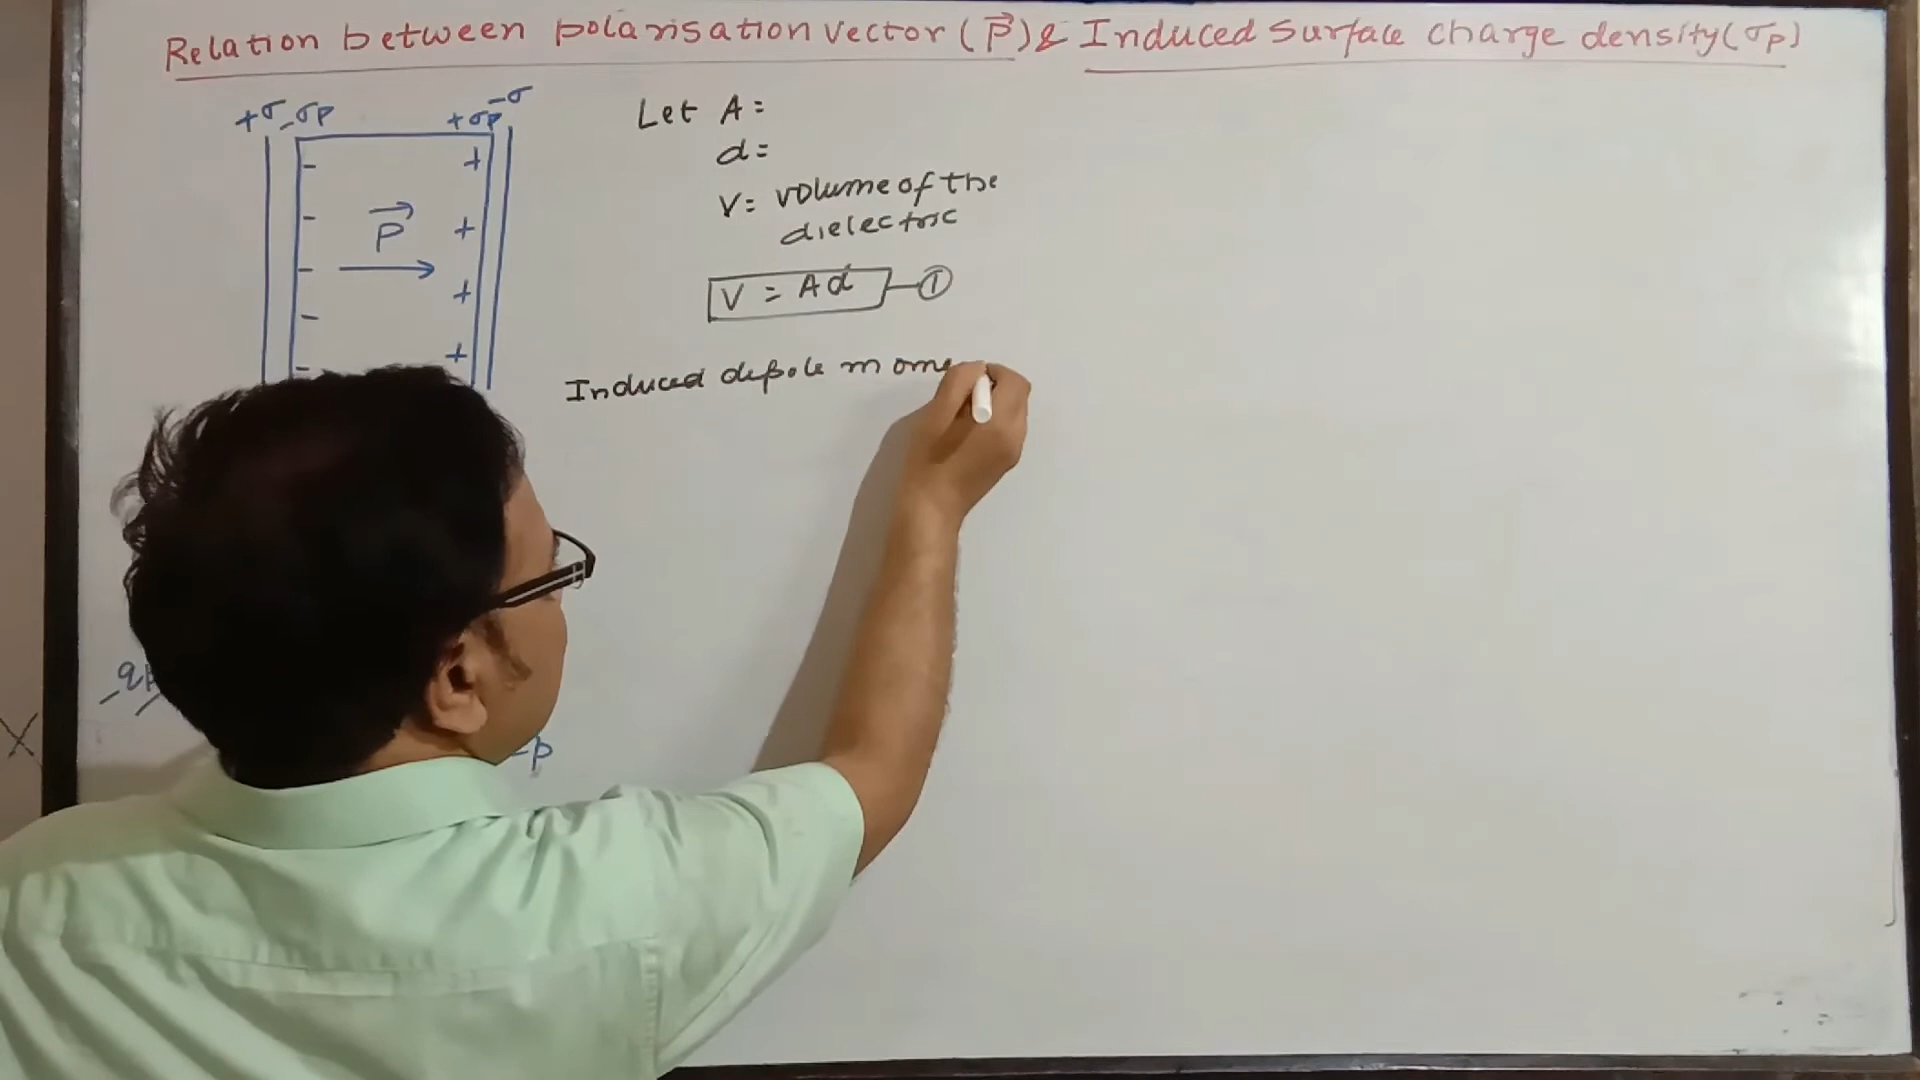 Relation between polarisation vector (P⃗) & Induced Surface charge density (σp)
+σ -σp +σp -σ
- +
- +
P⃗
- +
- +
- +
Let A =
d =
V = volume of the
dielectric
V = Ad — ①
Induced dipole mome
-qp